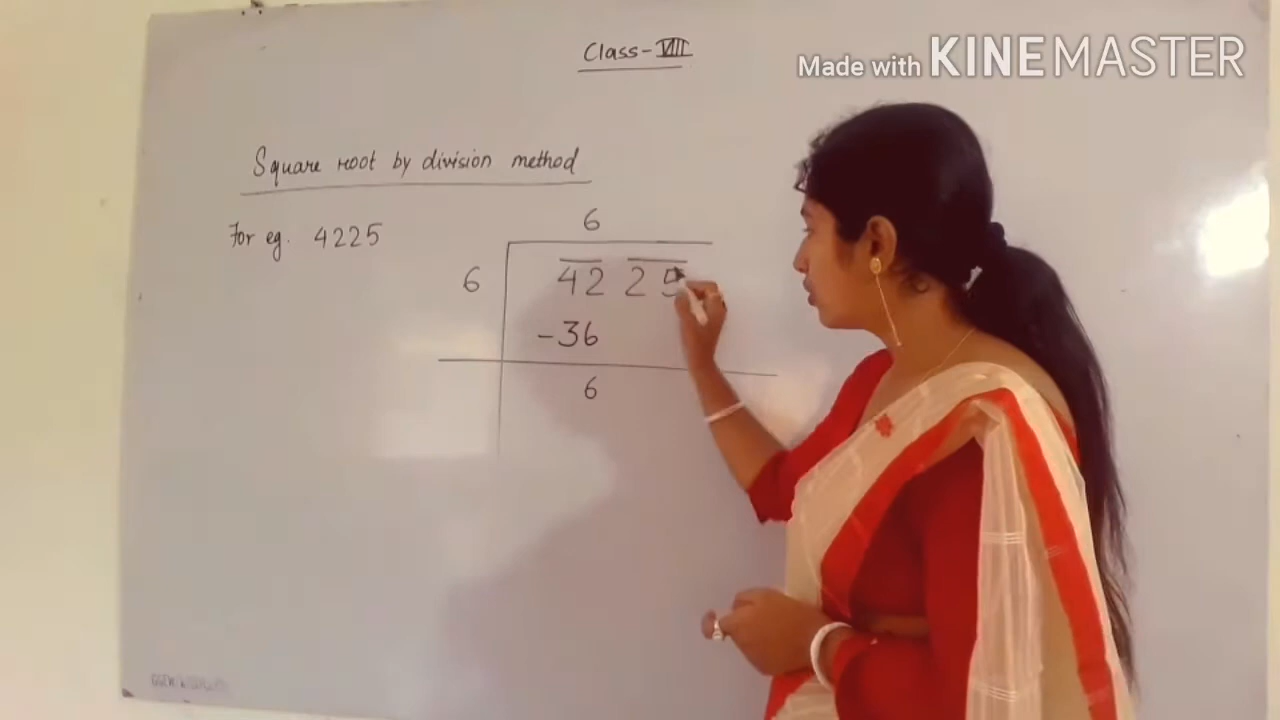 Class-VIII
Made with KINEMASTER
Square root by division method
For eg. 4225
6
6 42 25
-36
6